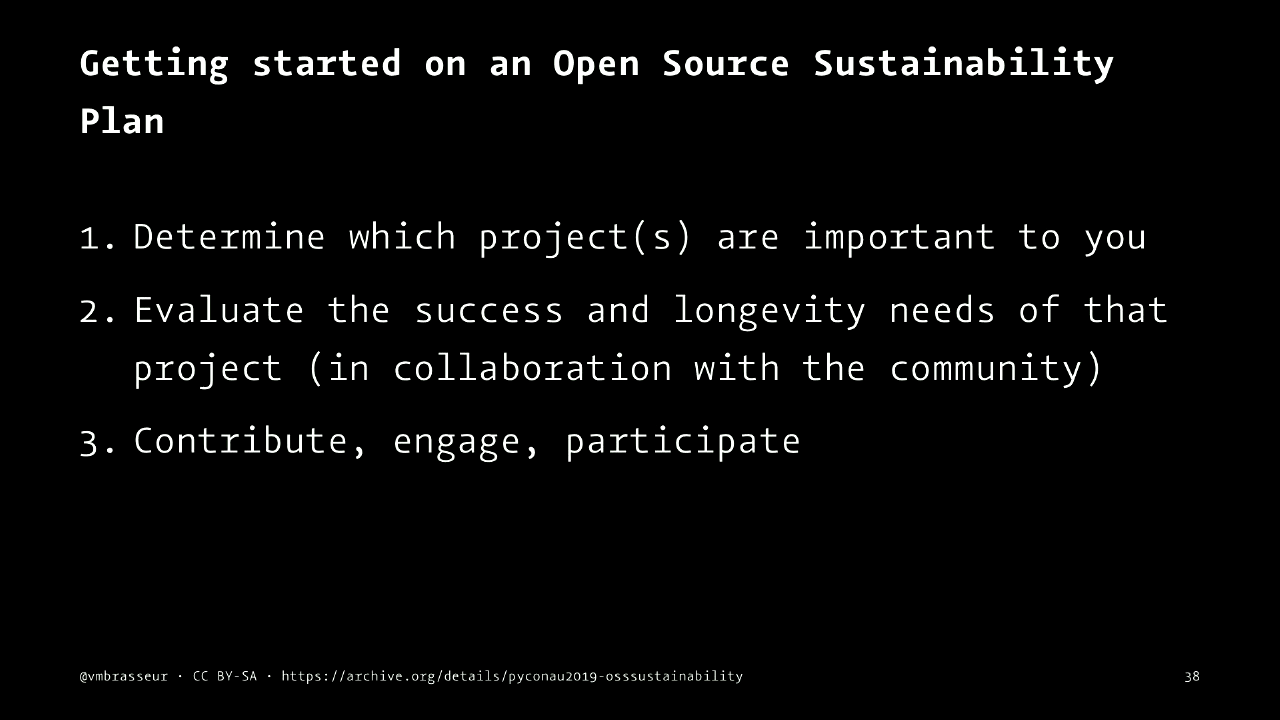 Getting started on an Open Source Sustainability
Plan
1. Determine which project(s) are important to you
2. Evaluate the success and longevity needs of that
project (in collaboration with the community)
3. Contribute, engage, participate
@vmbrasseur · CC BY-SA · https://archive.org/details/pyconau2019-osssustainability
38